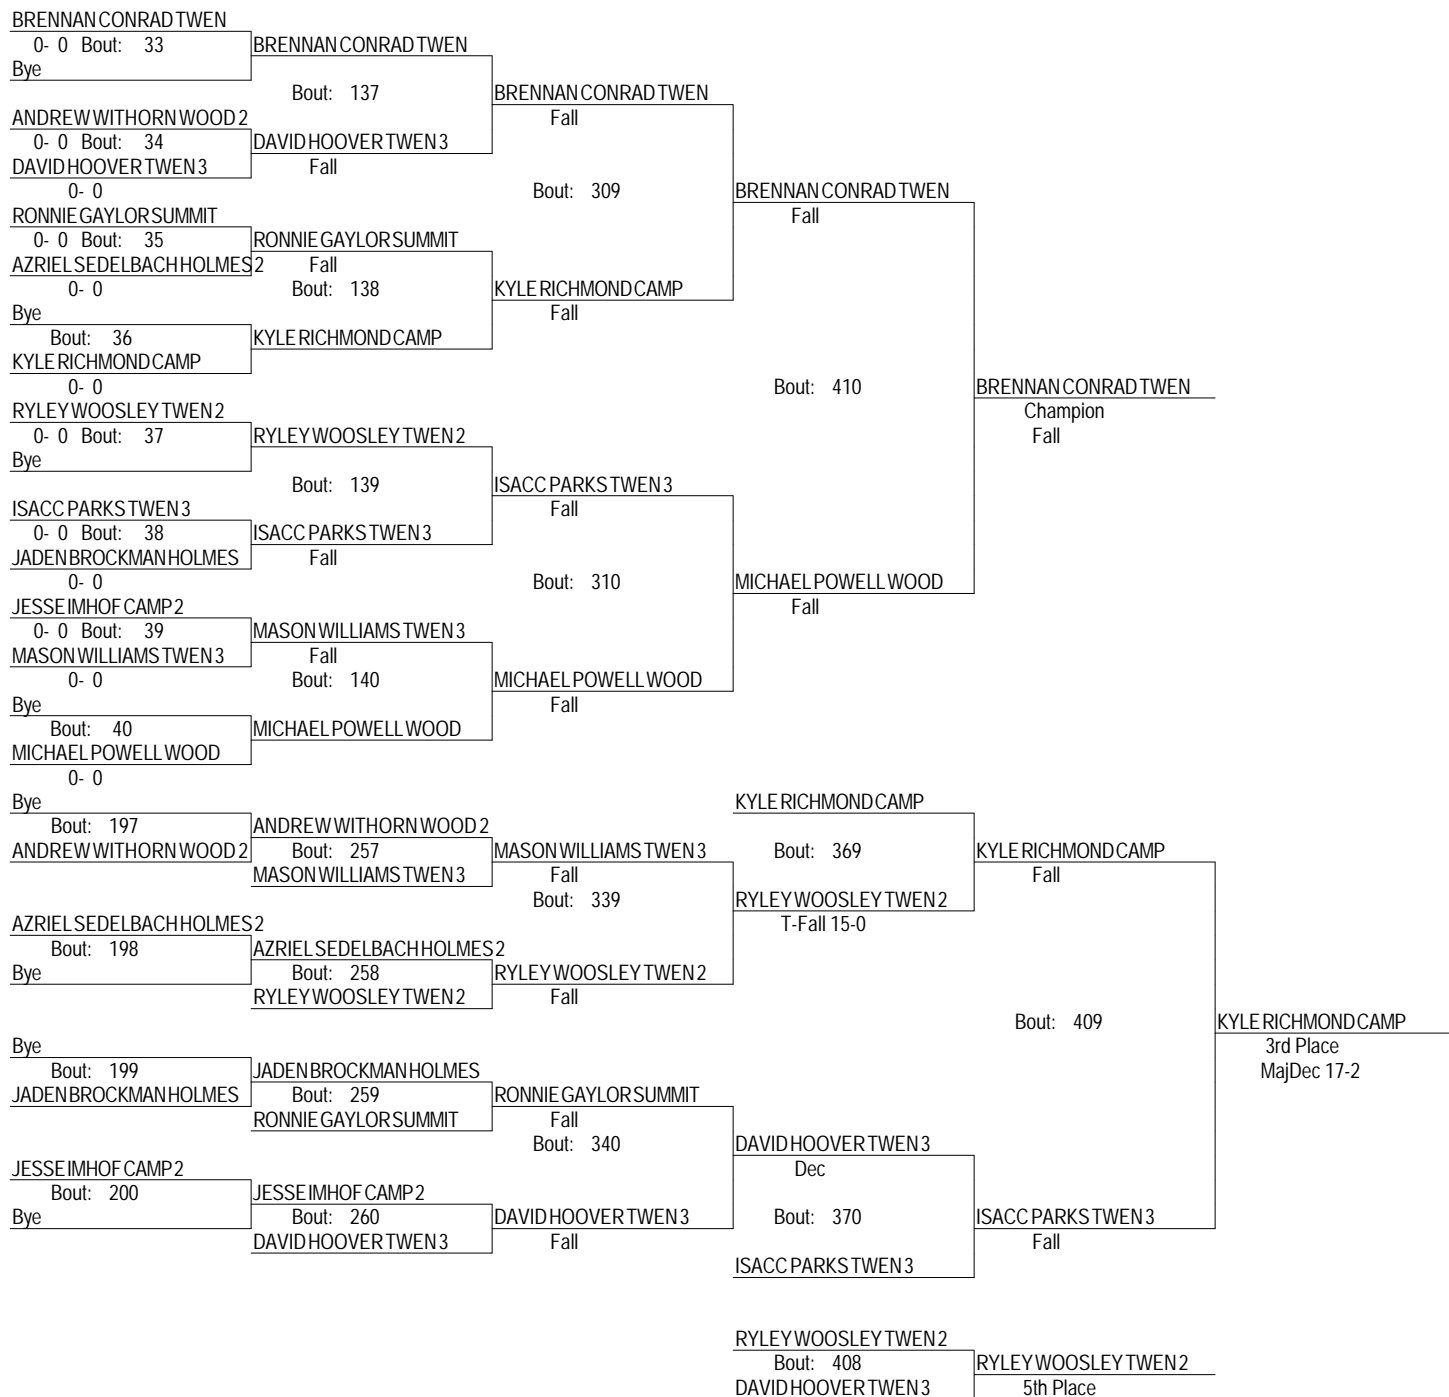 BRENNAN CONRAD TWEN
0- 0 Bout: 33
BRENNAN CONRAD TWEN
Bye
Bout: 137
BRENNAN CONRAD TWEN
ANDREW WITHORN WOOD 2
Fall
0- 0 Bout: 34
DAVID HOOVER TWEN 3
DAVID HOOVER TWEN 3
Fall
0- 0
Bout: 309
BRENNAN CONRAD TWEN
RONNIE GAYLOR SUMMIT
Fall
0- 0 Bout: 35
RONNIE GAYLOR SUMMIT
AZRIEL SEDELBACH HOLMES 2
Fall
0- 0
Bout: 138
KYLE RICHMOND CAMP
Bye
Fall
Bout: 36
KYLE RICHMOND CAMP
KYLE RICHMOND CAMP
0- 0
Bout: 410
BRENNAN CONRAD TWEN
RYLEY WOOSLEY TWEN 2
Champion
0- 0 Bout: 37
RYLEY WOOSLEY TWEN 2
Fall
Bye
Bout: 139
ISACC PARKS TWEN 3
ISACC PARKS TWEN 3
Fall
0- 0 Bout: 38
ISACC PARKS TWEN 3
JADEN BROCKMAN HOLMES
Fall
0- 0
Bout: 310
MICHAEL POWELL WOOD
JESSE IMHOF CAMP 2
Fall
0- 0 Bout: 39
MASON WILLIAMS TWEN 3
MASON WILLIAMS TWEN 3
Fall
0- 0
Bout: 140
MICHAEL POWELL WOOD
Bye
Fall
Bout: 40
MICHAEL POWELL WOOD
MICHAEL POWELL WOOD
0- 0
Bye
KYLE RICHMOND CAMP
Bout: 197
ANDREW WITHORN WOOD 2
ANDREW WITHORN WOOD 2
Bout: 257
MASON WILLIAMS TWEN 3
Bout: 369
KYLE RICHMOND CAMP
MASON WILLIAMS TWEN 3
Fall
Fall
Bout: 339
RYLEY WOOSLEY TWEN 2
AZRIEL SEDELBACH HOLMES 2
T-Fall 15-0
Bout: 198
AZRIEL SEDELBACH HOLMES 2
Bye
Bout: 258
RYLEY WOOSLEY TWEN 2
RYLEY WOOSLEY TWEN 2
Fall
Bout: 409
KYLE RICHMOND CAMP
Bye
3rd Place
Bout: 199
JADEN BROCKMAN HOLMES
MajDec 17-2
JADEN BROCKMAN HOLMES
Bout: 259
RONNIE GAYLOR SUMMIT
RONNIE GAYLOR SUMMIT
Fall
Bout: 340
DAVID HOOVER TWEN 3
JESSE IMHOF CAMP 2
Dec
Bout: 200
JESSE IMHOF CAMP 2
Bye
Bout: 260
DAVID HOOVER TWEN 3
Bout: 370
ISACC PARKS TWEN 3
DAVID HOOVER TWEN 3
Fall
Fall
ISACC PARKS TWEN 3
RYLEY WOOSLEY TWEN 2
Bout: 408
RYLEY WOOSLEY TWEN 2
DAVID HOOVER TWEN 3
5th Place